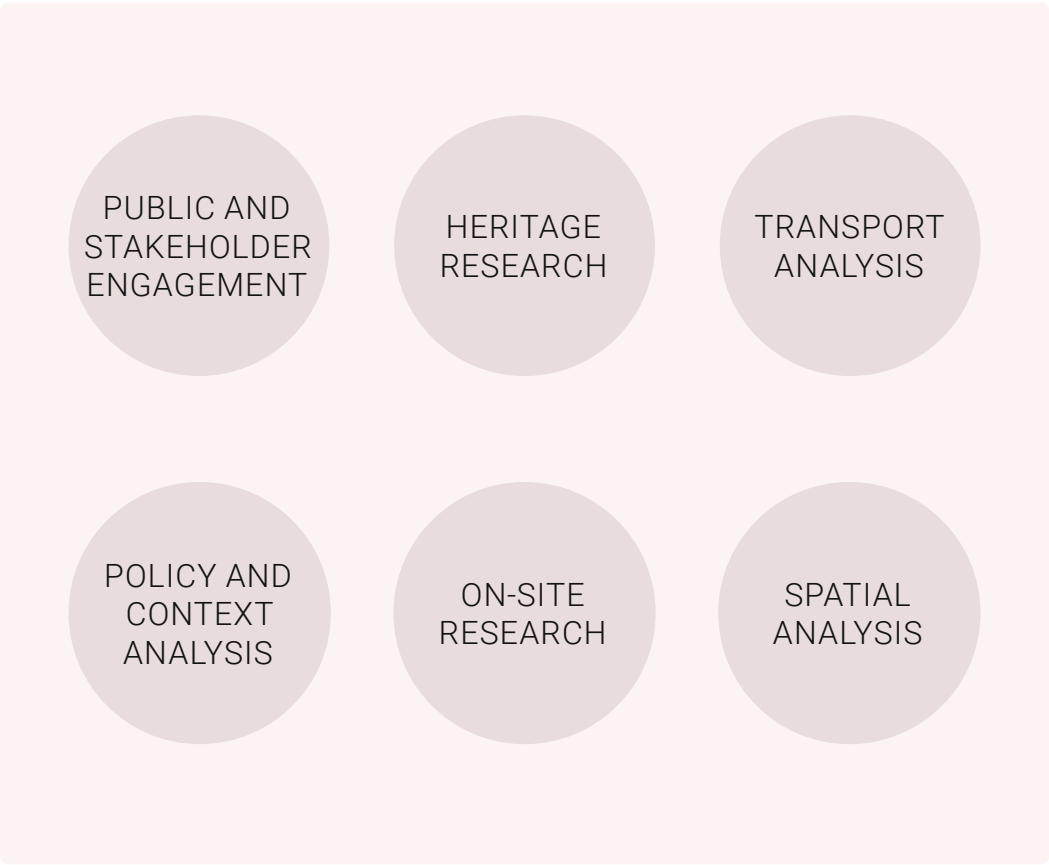 PUBLIC AND
STAKEHOLDER
ENGAGEMENT
HERITAGE
RESEARCH
TRANSPORT
ANALYSIS
POLICY AND
CONTEXT
ANALYSIS
ON-SITE
RESEARCH
SPATIAL
ANALYSIS